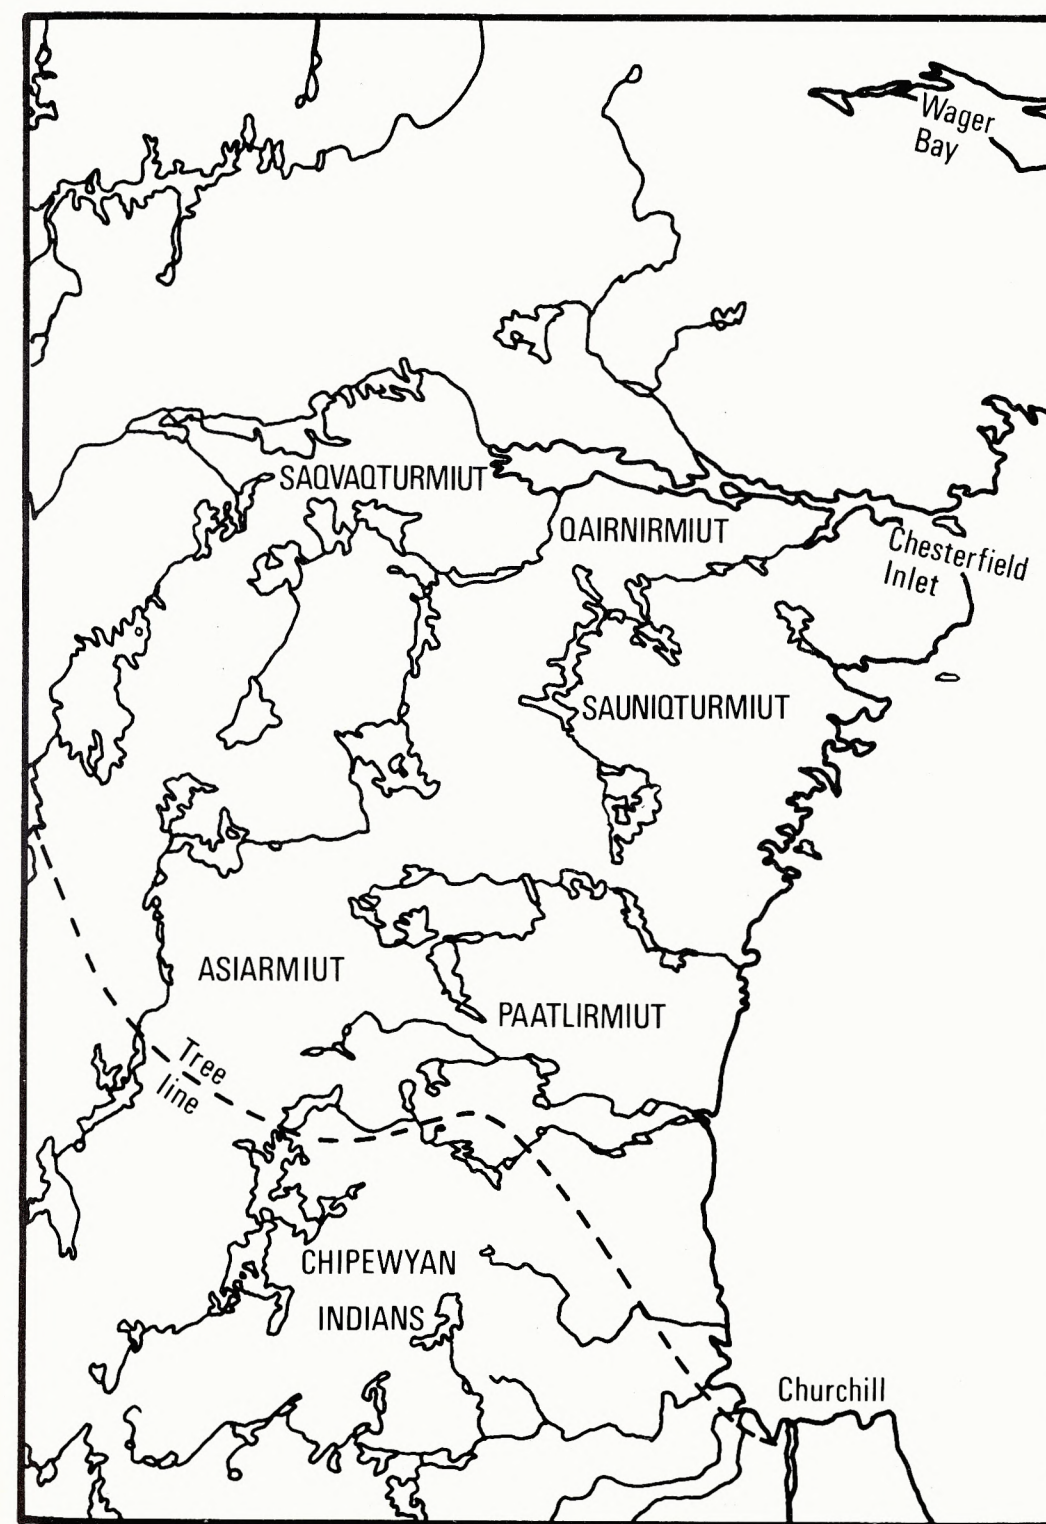 Wager
Bay
SAQVAQTURMIUT
QAIRNIRMIUT
Chesterfield
Inlet
SAUNIQTURMIUT
ASIARMIUT
PAATLIRMIUT
Tree
line
CHIPEWYAN
INDIANS
Churchill